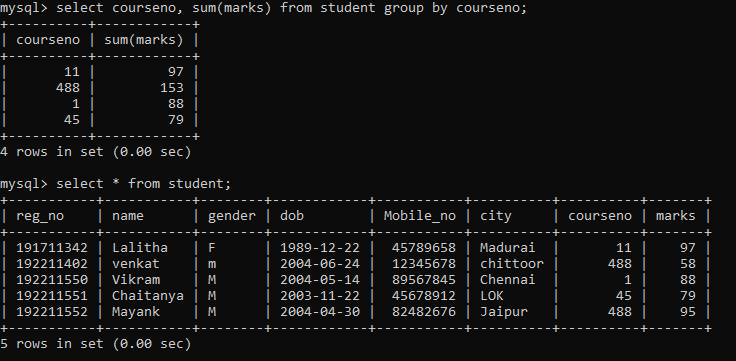 mysql> select courseno, sum(marks) from student group by courseno;
+----------+------------+
| courseno | sum(marks) |
+----------+------------+
|       11 |         97 |
|      488 |        153 |
|        1 |         88 |
|       45 |         79 |
+----------+------------+
4 rows in set (0.00 sec)
mysql> select * from student;
+-----------+-----------+--------+------------+-----------+----------+----------+-------+
| reg_no    | name      | gender | dob        | Mobile_no | city     | courseno | marks |
+-----------+-----------+--------+------------+-----------+----------+----------+-------+
| 191711342 | Lalitha   | F      | 1989-12-22 |  45789658 | Madurai  |       11 |    97 |
| 192211402 | venkat    | m      | 2004-06-24 |  12345678 | chittoor |      488 |    58 |
| 192211550 | Vikram    | M      | 2004-05-14 |  89567845 | Chennai  |        1 |    88 |
| 192211551 | Chaitanya | M      | 2003-11-22 |  45678912 | LOK      |       45 |    79 |
| 192211552 | Mayank    | M      | 2004-04-30 |  82482676 | Jaipur   |      488 |    95 |
+-----------+-----------+--------+------------+-----------+----------+----------+-------+
5 rows in set (0.00 sec)